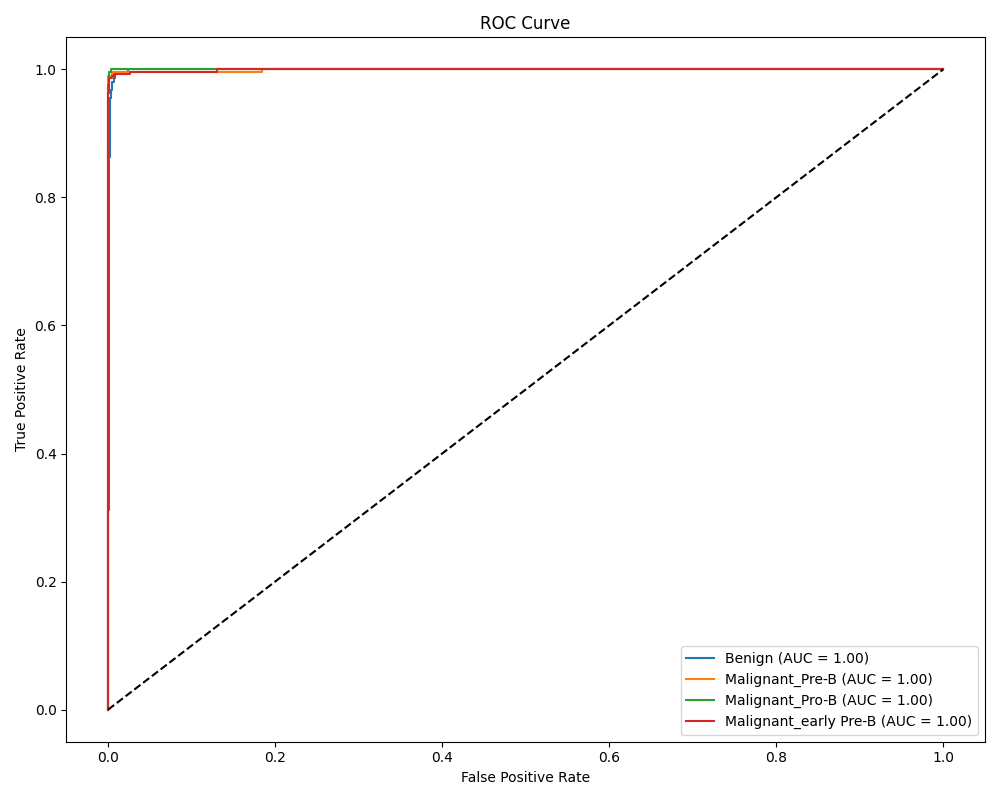 ROC Curve
1.0
0.8
0.6
0.4
0.2
0.0
True Positive Rate
Benign (AUC = 1.00)
Malignant_Pre-B (AUC = 1.00)
Malignant_Pro-B (AUC = 1.00)
Malignant_early Pre-B (AUC = 1.00)
0.0 0.2 0.4 0.6 0.8 1.0
False Positive Rate